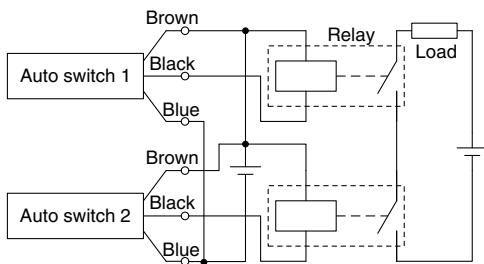 Brown
Relay
Load
Auto switch 1
Black
Blue
Brown
Auto switch 2
Black
Blue